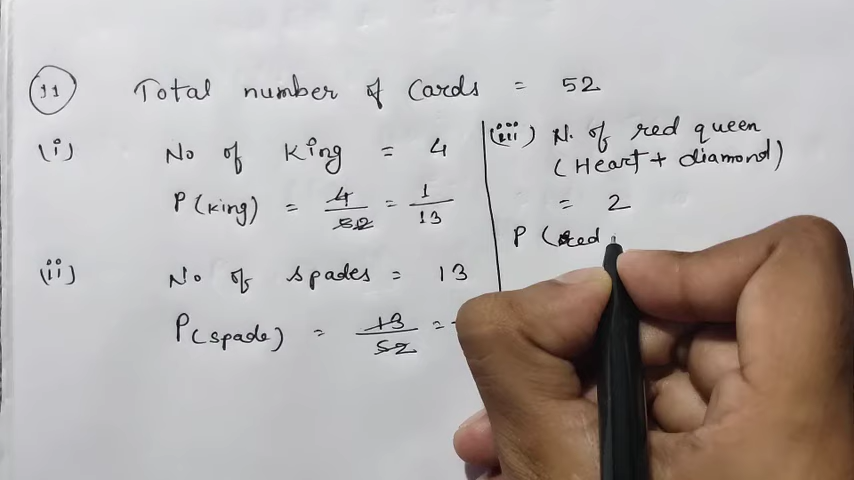 11 Total number of Cards = 52
(i) No of King = 4
P(king) = 4/52 = 1/13
(ii) No of spades = 13
P(spade) = 13/52 =
(iii) N. of red queen
(Heart + diamond)
= 2
P (Red